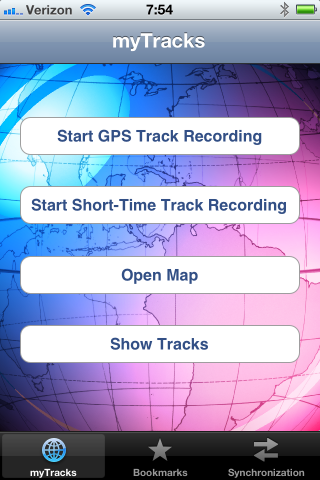 Verizon 7:54
myTracks
Start GPS Track Recording
Start Short-Time Track Recording
Open Map
Show Tracks
myTracks Bookmarks Synchronization